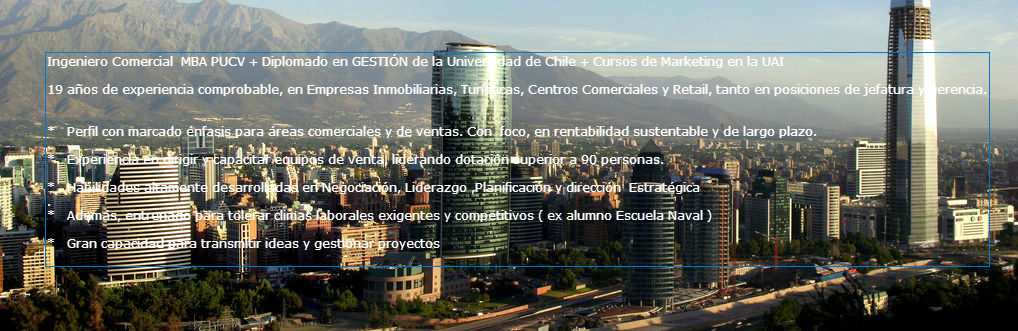 Ingeniero Comercial  MBA PUCV + Diplomado en GESTIÓN de la Universidad de Chile + Cursos de Marketing en la UAI
19 años de experiencia comprobable, en Empresas Inmobiliarias, Turísticas, Centros Comerciales y Retail, tanto en posiciones de jefatura y gerencia.
*  Perfil con marcado énfasis para áreas comerciales y de ventas. Con  foco, en rentabilidad sustentable y de largo plazo.
*  Experiencia en dirigir y capacitar equipos de venta, liderando dotación superior a 90 personas.
*  Habilidades altamente desarrolladas en Negociación, Liderazgo ,Planificación y dirección  Estratégica
*  Además, entrenado para tolerar climas laborales exigentes y competitivos ( ex alumno Escuela Naval )
*  Gran capacidad para transmitir ideas y gestionar proyectos